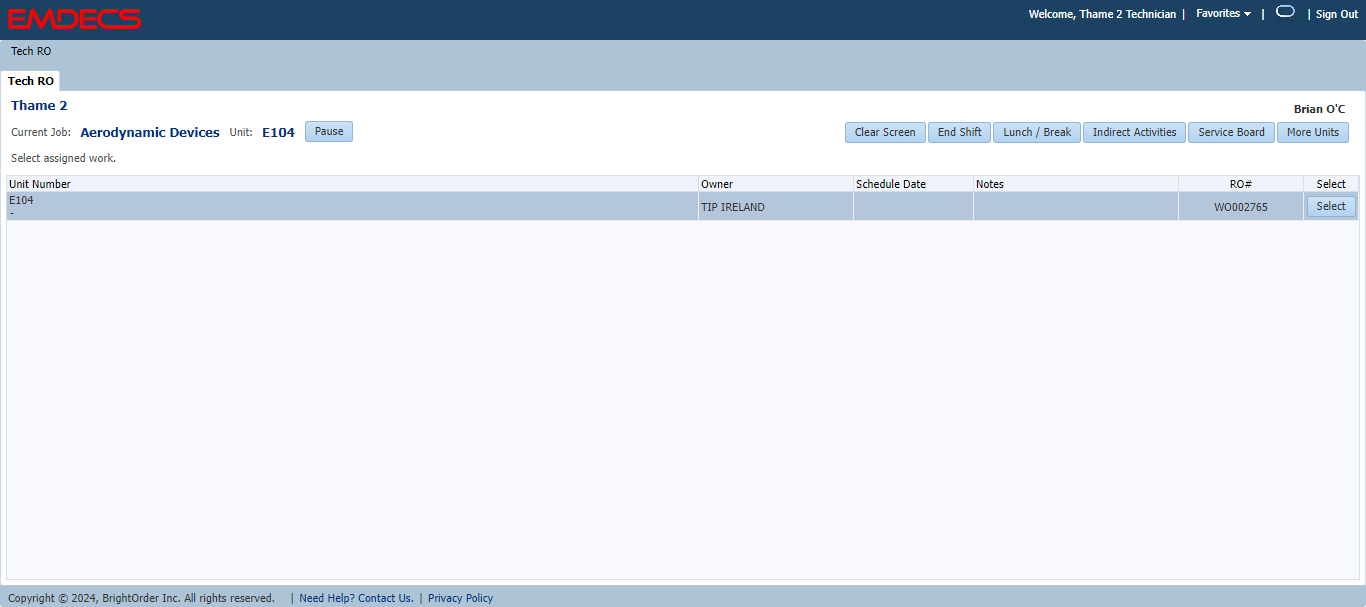 EMDECS
Welcome, Thame 2 Technician | Favorites | | Sign Out
Tech RO
Tech RO
Thame 2
Brian O'C
Current Job: Aerodynamic Devices Unit: E104 Pause
Clear Screen End Shift Lunch / Break Indirect Activities Service Board More Units
Select assigned work.
Unit Number Owner Schedule Date Notes RO# Select
E104
-
TIP IRELAND WO002765 Select
Copyright © 2024, BrightOrder Inc. All rights reserved. | Need Help? Contact Us. | Privacy Policy